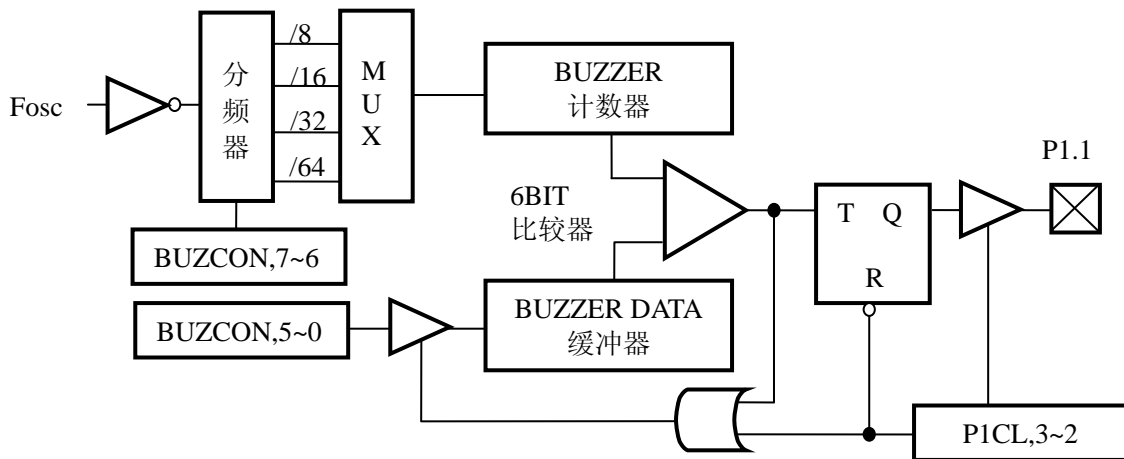 /8
/16
/32
/64
Fosc
分
频
器
M
U
X
BUZZER
计数器
P1.1
6BIT
比较器
T Q
R
BUZCON,7~6
BUZCON,5~0
BUZZER DATA
缓冲器
P1CL,3~2